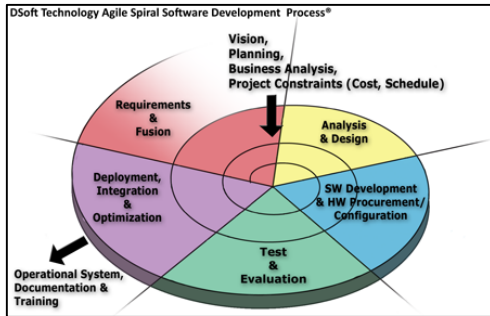 DSoft Technology Agile Spiral Software Development Process®
Vision,
Planning,
Business Analysis,
Project Constraints (Cost, Schedule)
Requirements
&
Fusion
Analysis
& Design
Deployment,
Integration
&
Optimization
SW Development
& HW Procurement/
Configuration
Test
&
Evaluation
Operational System,
Documentation &
Training